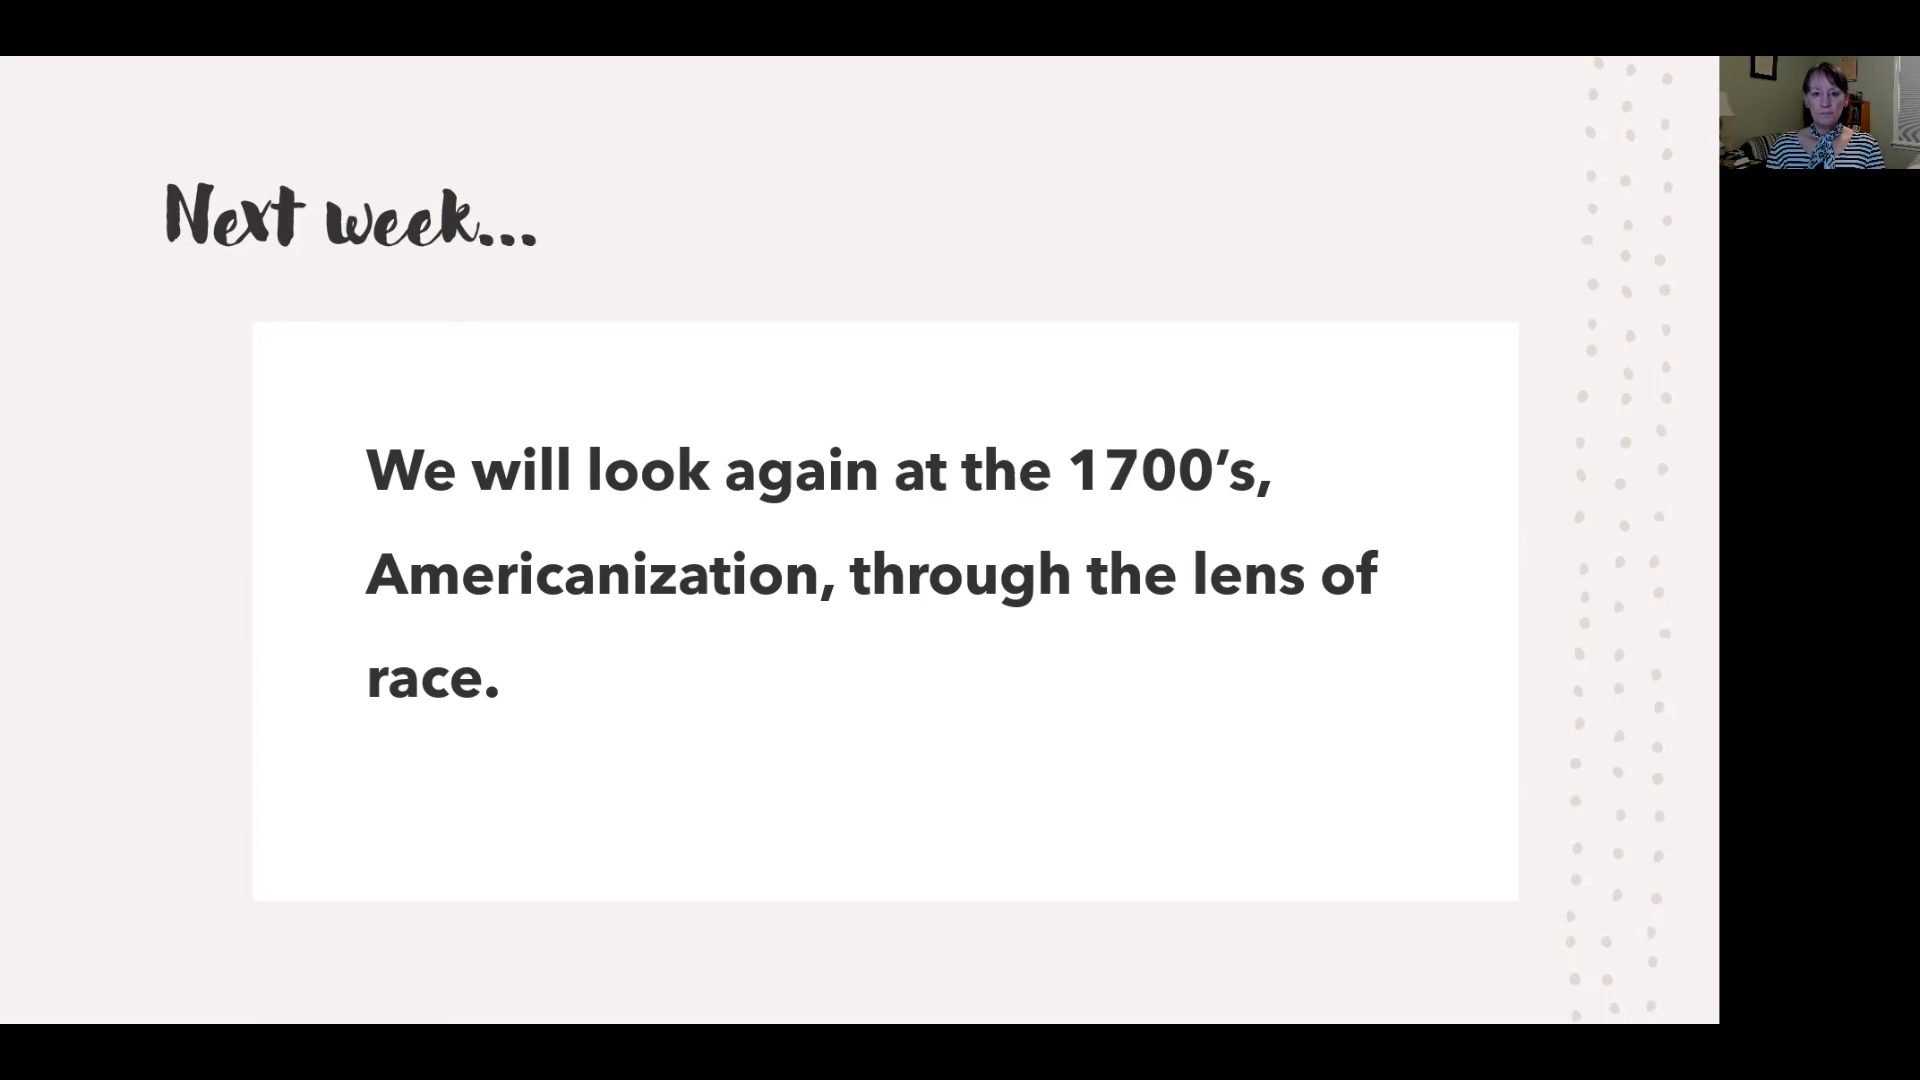 Next week...
We will look again at the 1700’s,
Americanization, through the lens of
race.